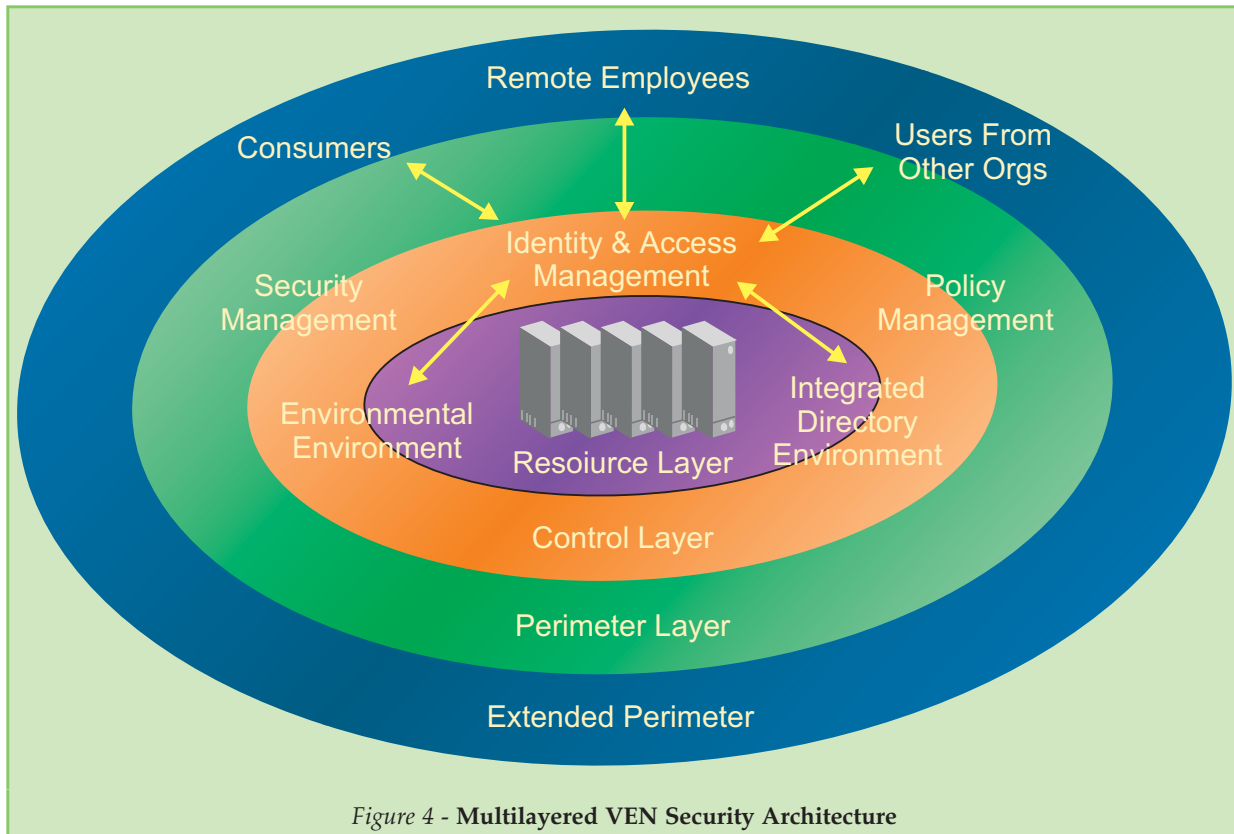 Remote Employees
Consumers
Users From
Other Orgs
Identity & Access
Management
Security
Management
Policy
Management
Environmental
Environment
Integrated
Directory
Environment
Resoiurce Layer
Control Layer
Perimeter Layer
Extended Perimeter
Figure 4 - Multilayered VEN Security Architecture